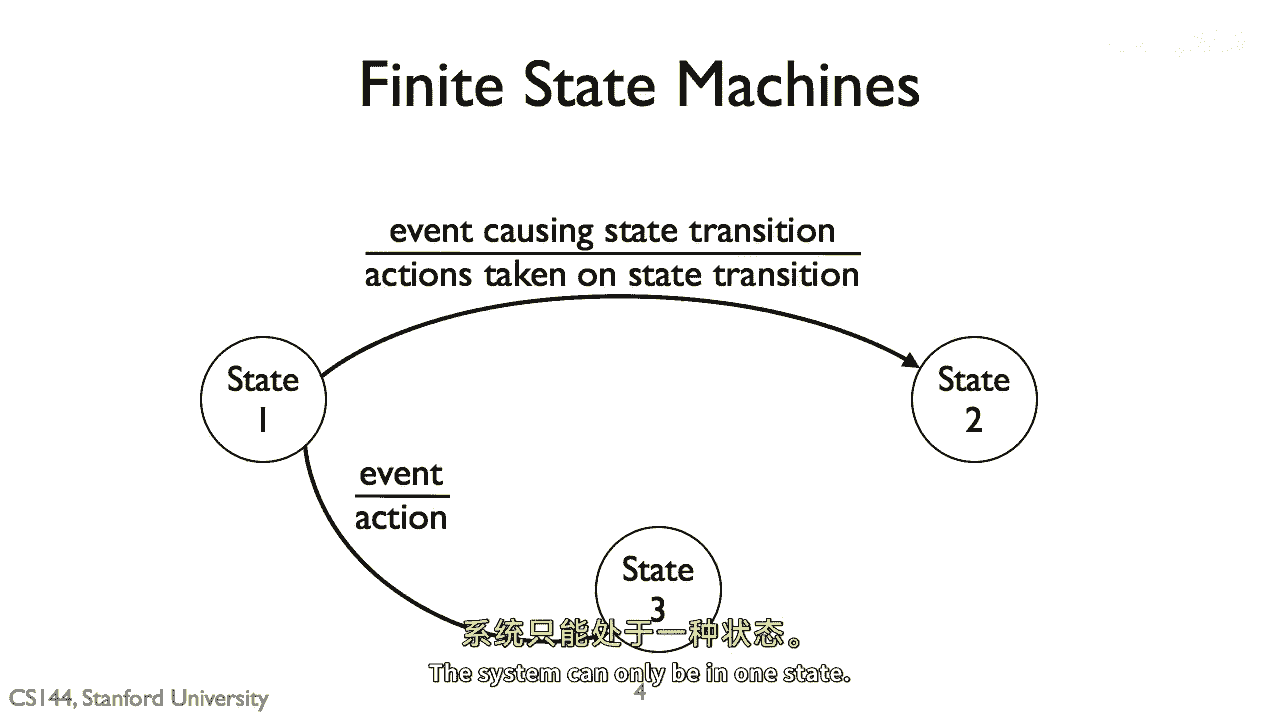 Finite State Machines
event causing state transition
actions taken on state transition
State
1
State
2
event
action
State
3
系统只能处于一种状态。
The system can only be in one state.
4
CS144, Stanford University